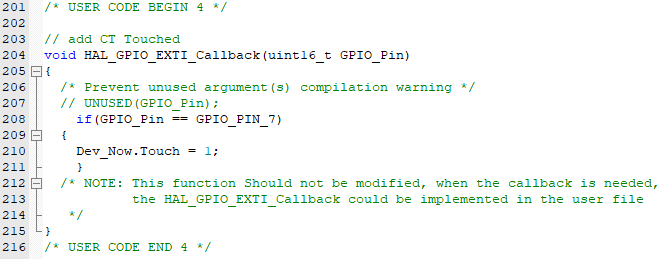 201 /* USER CODE BEGIN 4 */
202
203 // add CT Touched
204 void HAL_GPIO_EXTI_Callback(uint16_t GPIO_Pin)
205 {
206 /* Prevent unused argument(s) compilation warning */
207 // UNUSED(GPIO_Pin);
208 if(GPIO_Pin == GPIO_PIN_7)
209 {
210 Dev_Now.Touch = 1;
211 }
212 /* NOTE: This function Should not be modified, when the callback is needed,
213 the HAL_GPIO_EXTI_Callback could be implemented in the user file
214 */
215 }
216 /* USER CODE END 4 */